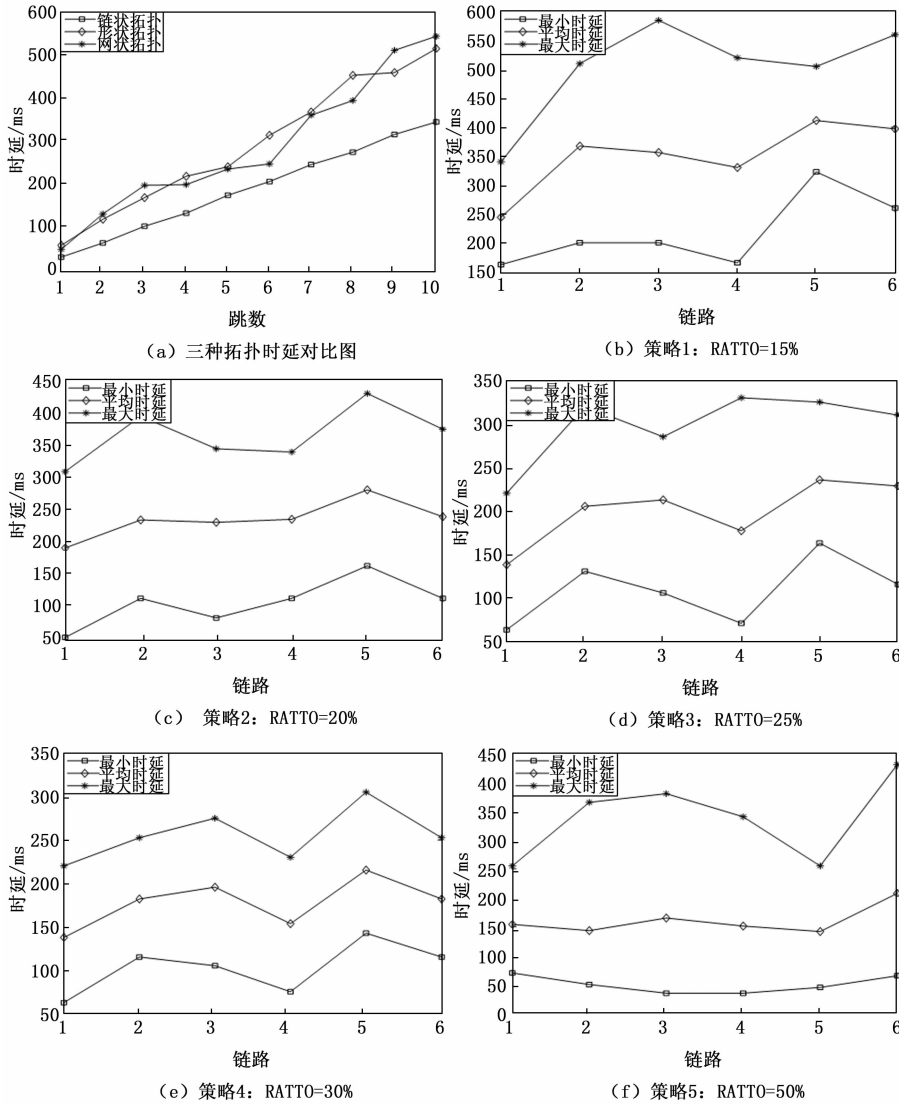 600
500
400
300
200
100
0
链状拓扑
形状拓扑
网状拓扑
时延/ms
1 2 3 4 5 6 7 8 9 10
跳数
(a)三种拓扑时延对比图
600
550
500
450
400
350
300
250
200
150
最小时延
平均时延
最大时延
时延/ms
1 2 3 4 5 6
链路
(b)策略1: RATTO=15%
450
400
350
300
250
200
150
100
50
最小时延
平均时延
最大时延
时延/ms
1 2 3 4 5 6
链路
(c) 策略2: RATTO=20%
350
300
250
200
150
100
50
最小时延
平均时延
最大时延
时延/ms
1 2 3 4 5 6
链路
(d)策略3: RATTO=25%
350
300
250
200
150
100
50
最小时延
平均时延
最大时延
时延/ms
1 2 3 4 5 6
链路
(e)策略4: RATTO=30%
450
400
350
300
250
200
150
100
50
0
最小时延
平均时延
最大时延
时延/ms
1 2 3 4 5 6
链路
(f)策略5: RATTO=50%